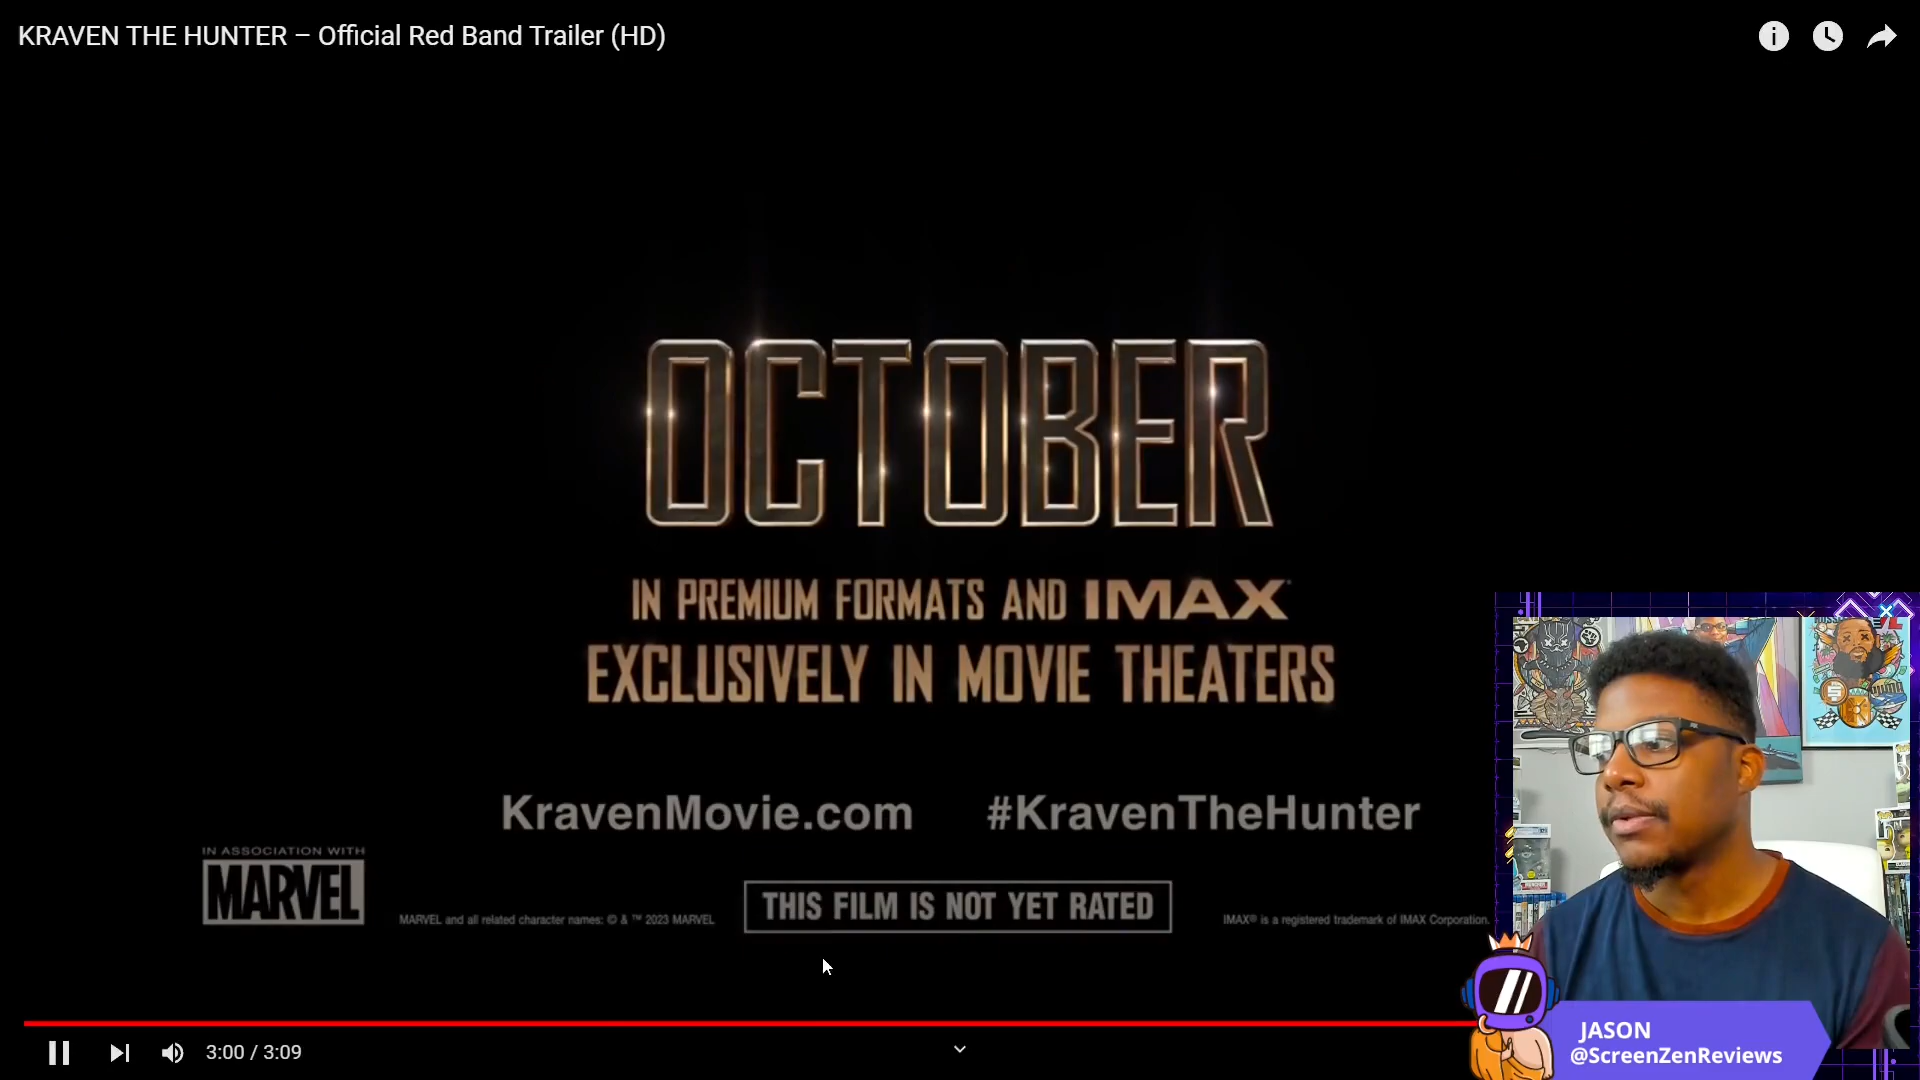 KRAVEN THE HUNTER – Official Red Band Trailer (HD)
OCTOBER
IN PREMIUM FORMATS AND IMAX
EXCLUSIVELY IN MOVIE THEATERS
KravenMovie.com #KravenTheHunter
IN ASSOCIATION WITH
MARVEL
MARVEL and all related character names: © & ™ 2023 MARVEL
THIS FILM IS NOT YET RATED
IMAX® is a registered trademark of IMAX Corporation.
3:00 / 3:09
JASON
@ScreenZenReviews